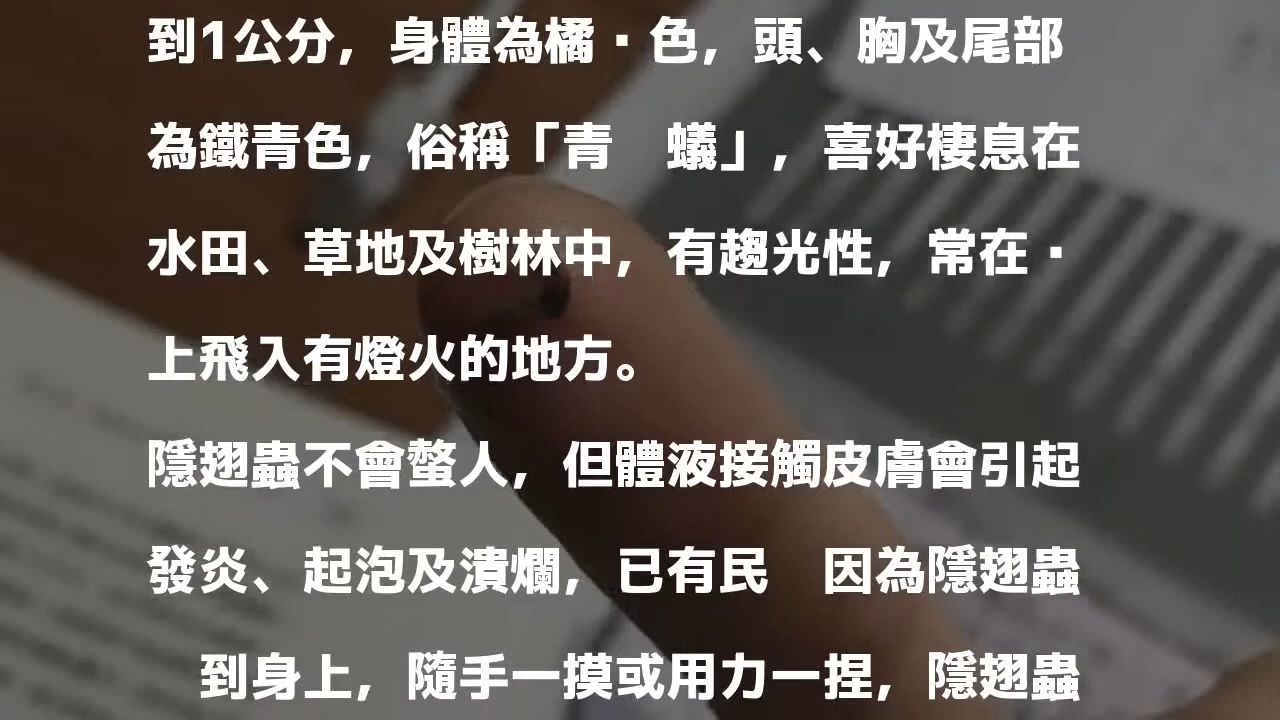 到1公分，身體為橘·色，頭、胸及尾部
為鐵青色，俗稱「青　蟻」，喜好棲息在
水田、草地及樹林中，有趨光性，常在·
上飛入有燈火的地方。
隱翅蟲不會螫人，但體液接觸皮膚會引起
發炎、起泡及潰爛，已有民　因為隱翅蟲
　到身上，隨手一摸或用力一捏，隱翅蟲